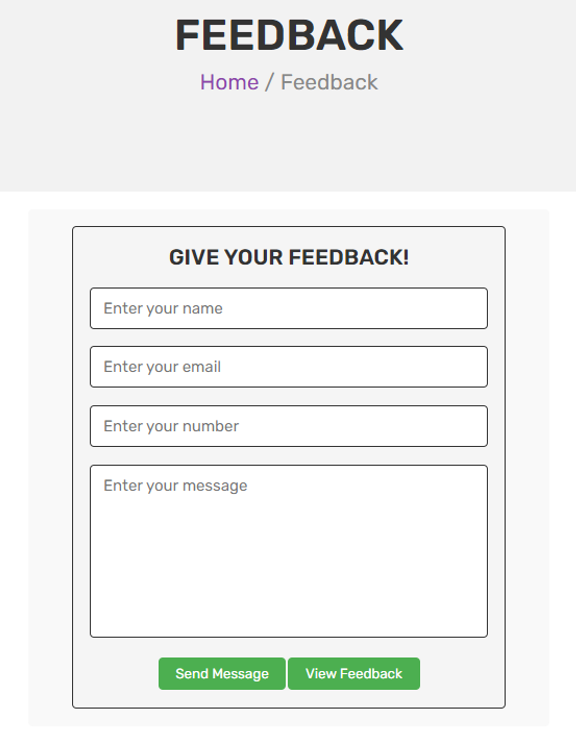 FEEDBACK
Home / Feedback
GIVE YOUR FEEDBACK!
Enter your name
Enter your email
Enter your number
Enter your message
Send Message View Feedback